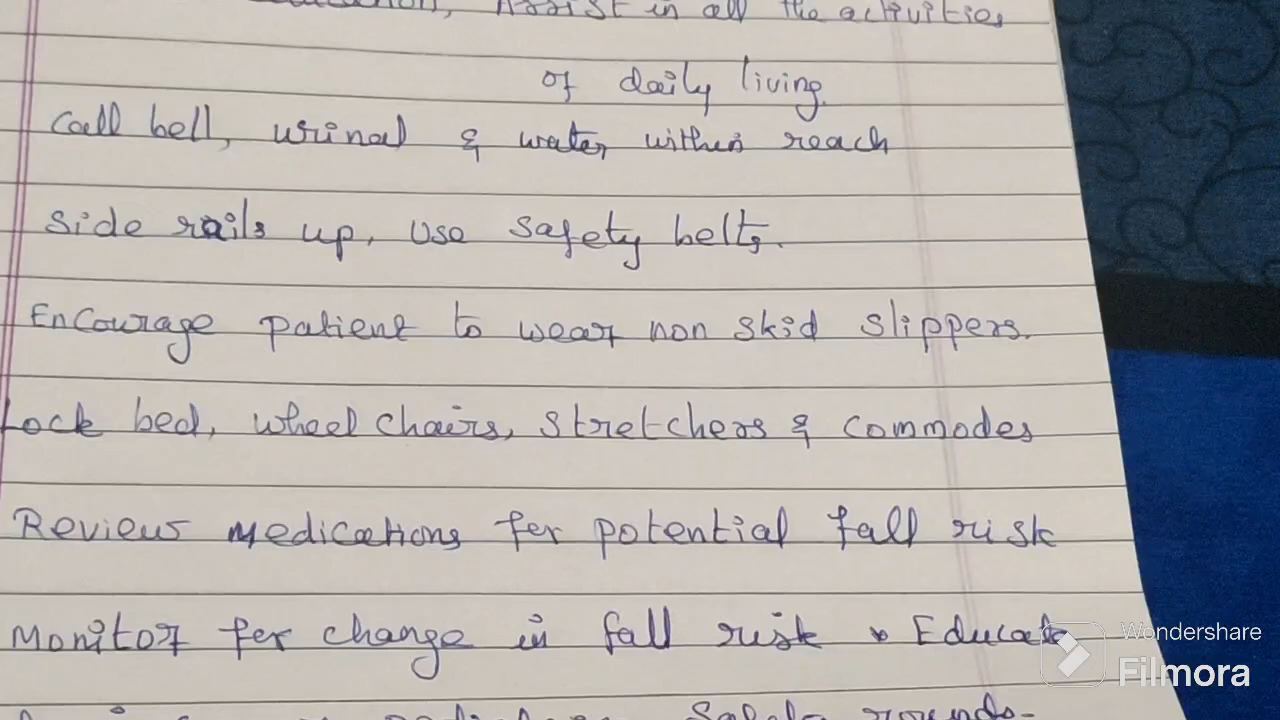 Assist in all the activities
of daily living.
Call bell, urinal & water within reach
Side rails up, Use Safety belts.
Encourage patient to wear non skid slippers.
Lock bed, wheel chairs, stretchers & commodes
Review Medications for potential fall risk
Monitor for change in fall risk & Educate
Wondershare
Filmora
rounds-